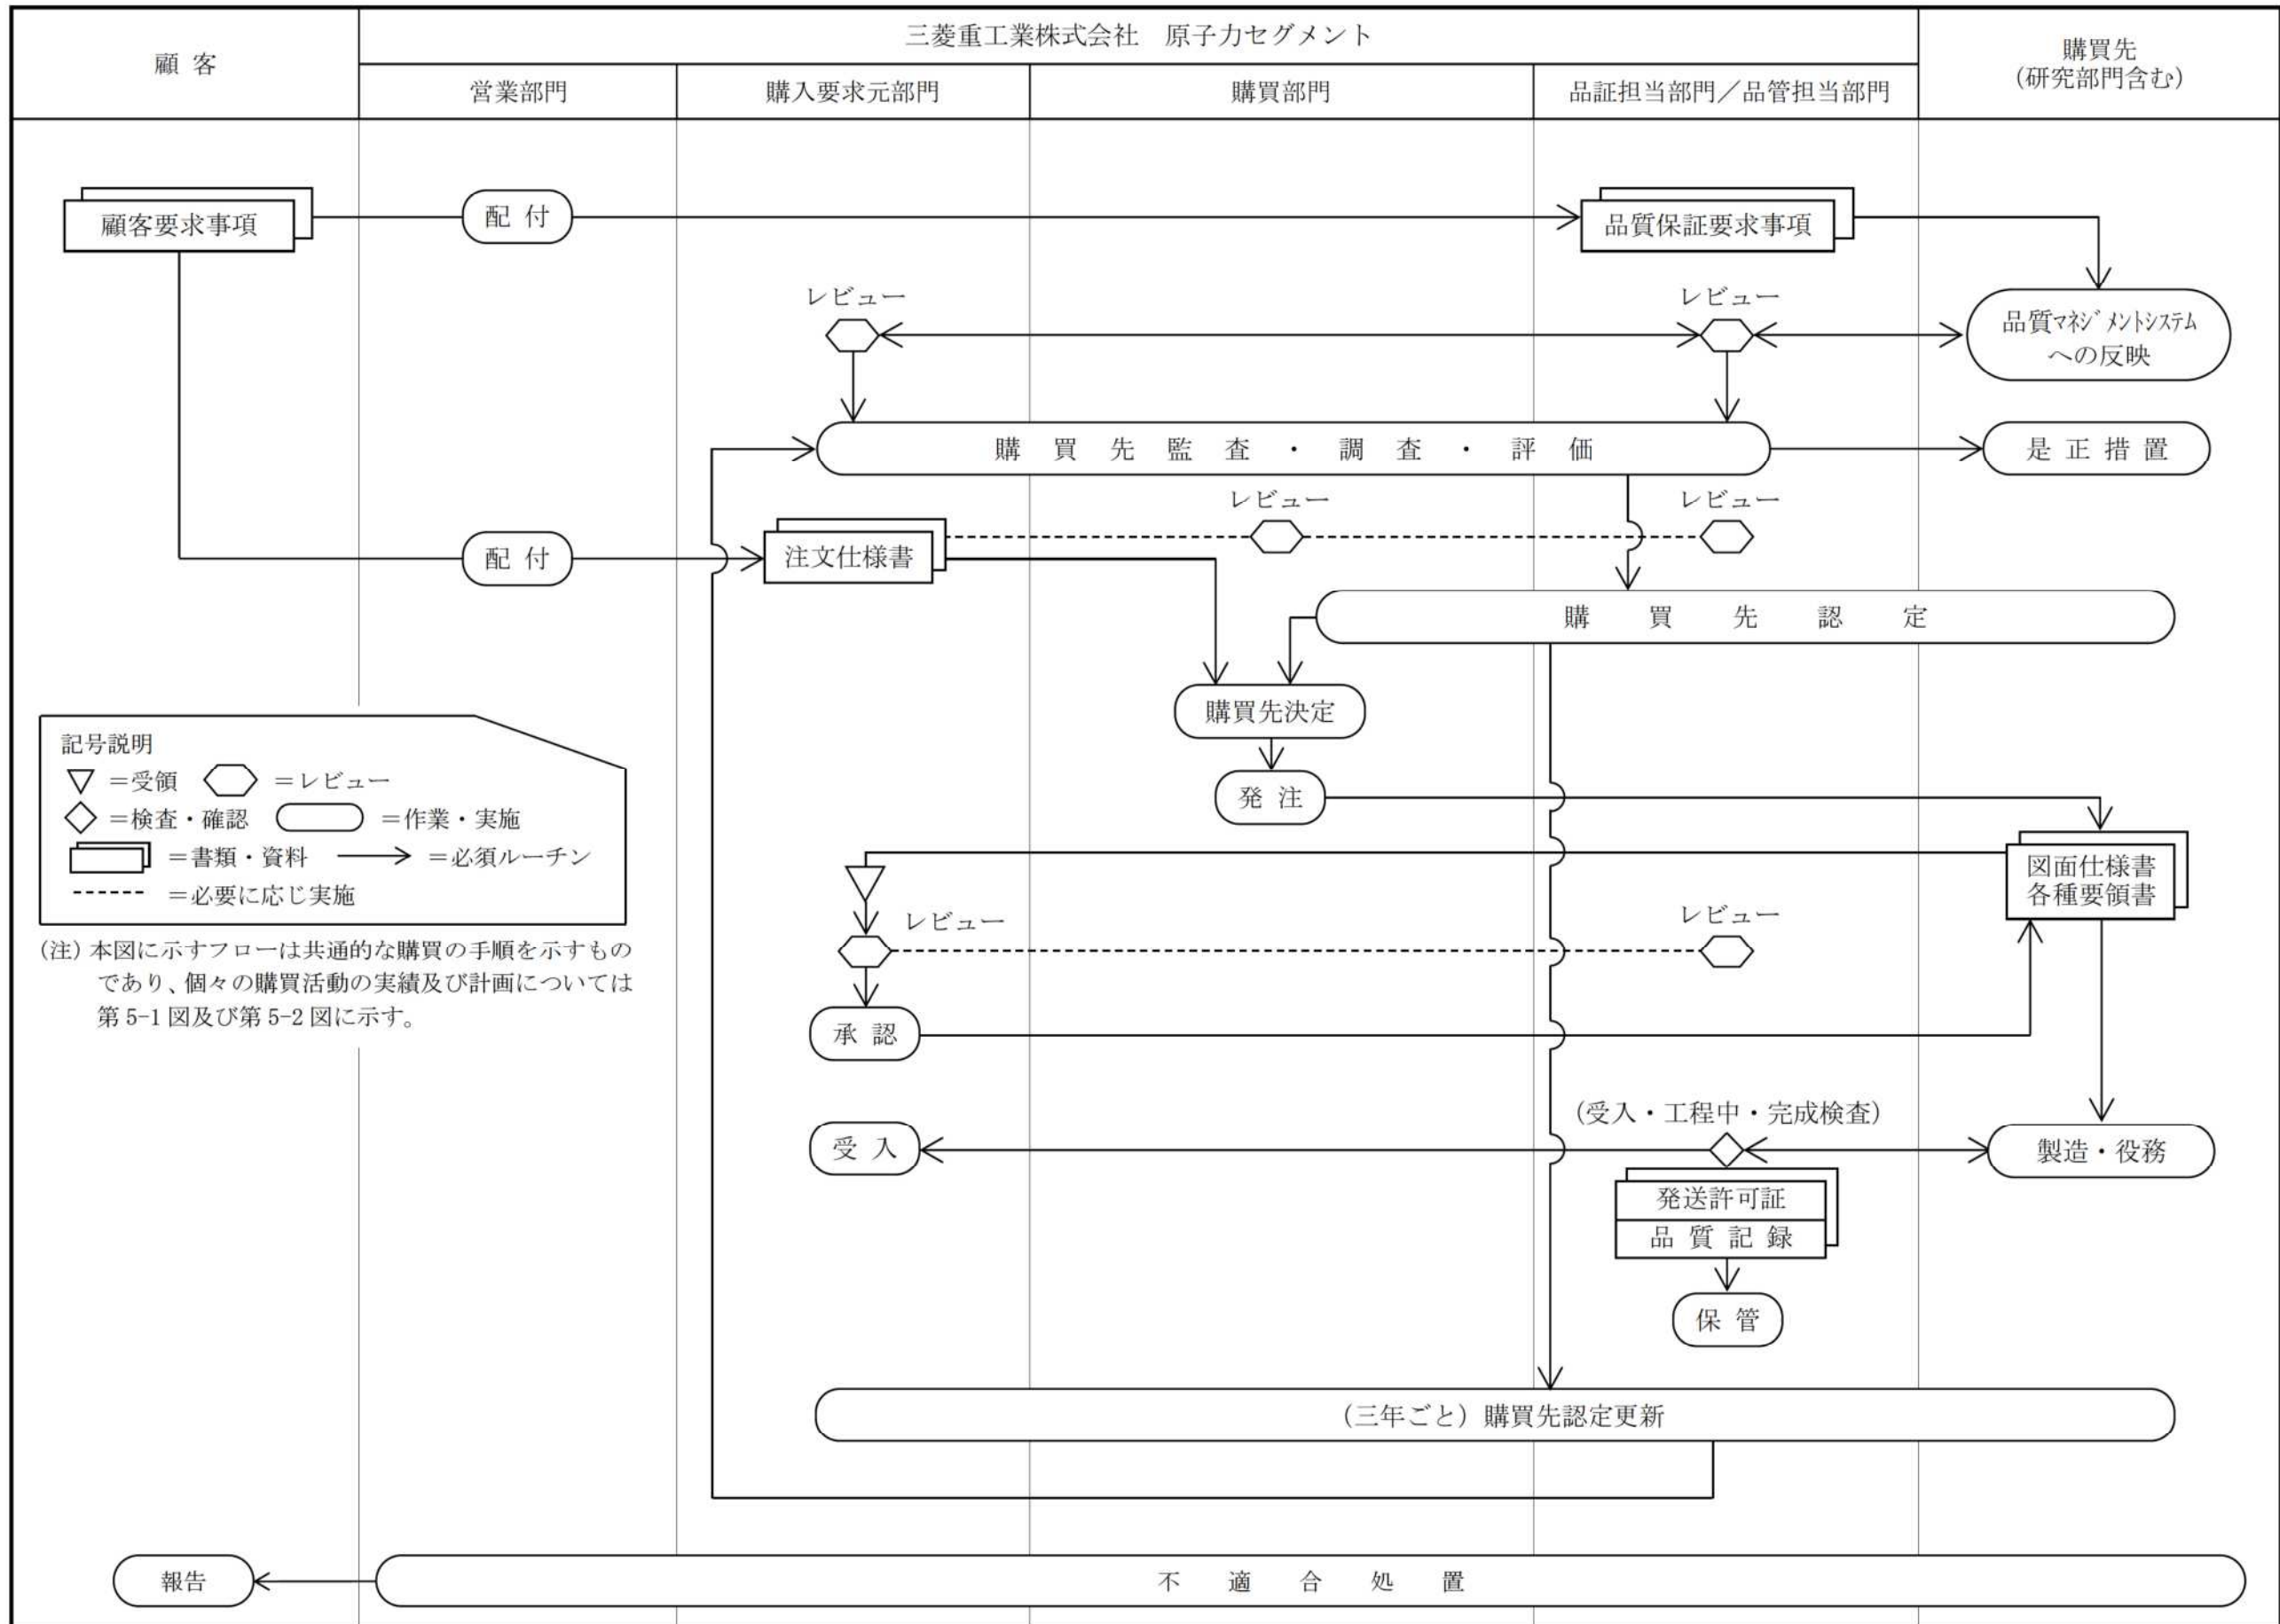 顧 客
三菱重工業株式会社　原子力セグメント
購買先
（研究部門含む）
営業部門
購入要求元部門
購買部門
品証担当部門／品管担当部門
顧客要求事項
配 付
品質保証要求事項
レビュー
レビュー
品質ﾏﾈｼﾞﾒﾝﾄｼｽﾃﾑ
への反映
購 買 先 監 査 ・ 調 査 ・ 評 価
是 正 措 置
レビュー
レビュー
配 付
注文仕様書
購 買 先 認 定
購買先決定
発 注
記号説明
＝受領
＝レビュー
＝検査・確認
＝作業・実施
＝書類・資料
＝必須ルーチン
＝必要に応じ実施
図面仕様書
各種要領書
レビュー
レビュー
（注）本図に示すフローは共通的な購買の手順を示すもの
であり、個々の購買活動の実績及び計画については
第 5-1 図及び第 5-2 図に示す。
承 認
（受入・工程中・完成検査）
受 入
製造・役務
発送許可証
品 質 記 録
保 管
（三年ごと）購買先認定更新
報告
不 適 合 処 置